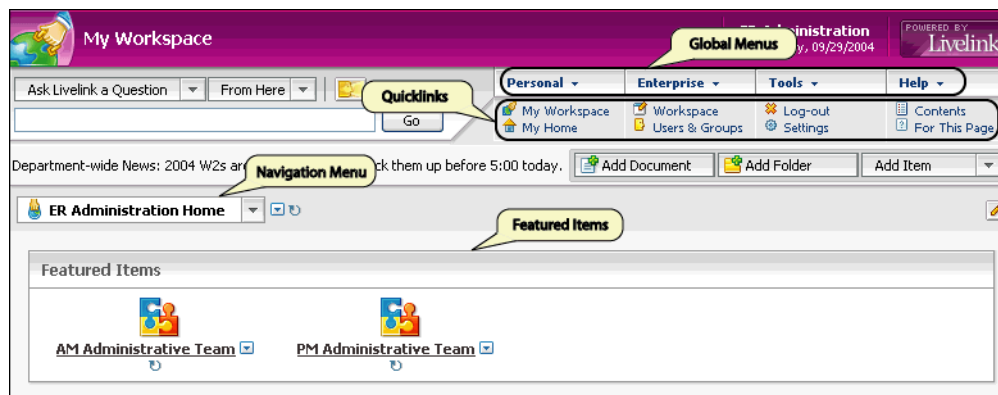 My Workspace
inistration
y, 09/29/2004
POWERED BY
Livelink
Global Menus
Ask Livelink a Question
From Here
Quicklinks
Go
Personal
Enterprise
Tools
Help
My Workspace
Workspace
Log-out
Contents
My Home
Users & Groups
Settings
For This Page
Department-wide News: 2004 W2s ar
ck them up before 5:00 today.
Add Document
Add Folder
Add Item
Navigation Menu
ER Administration Home
Featured Items
Featured Items
AM Administrative Team
PM Administrative Team